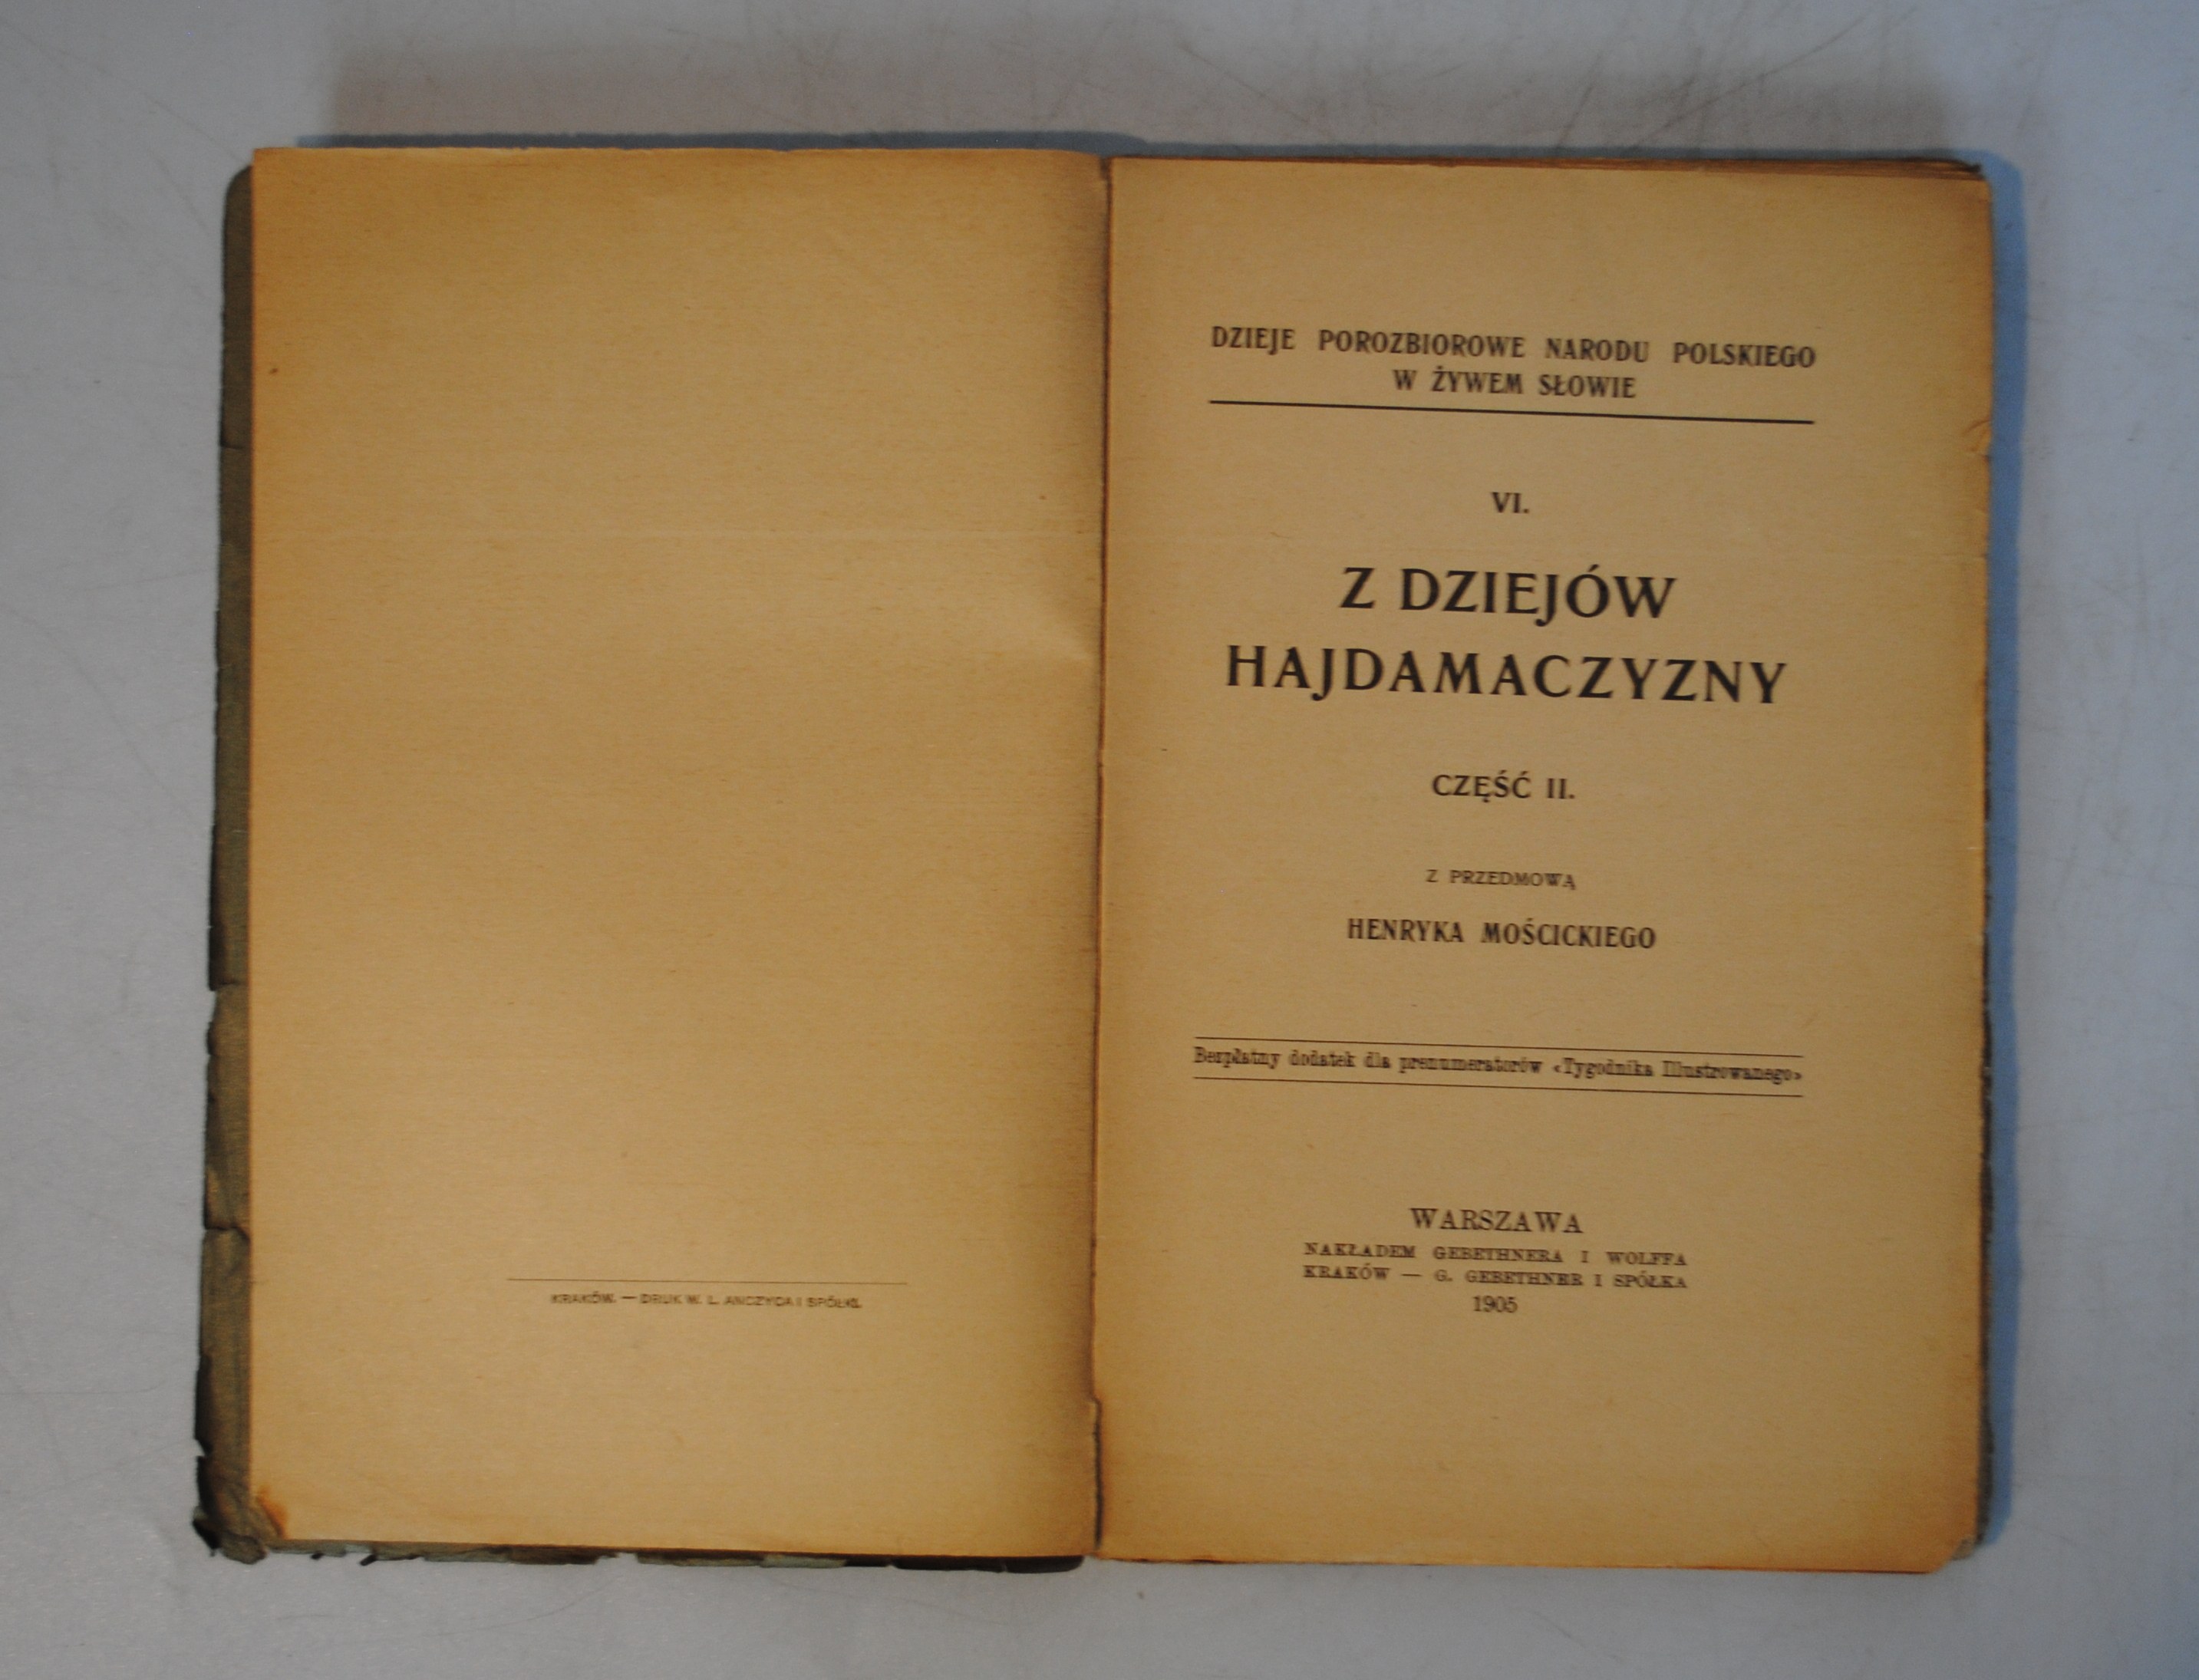 KRAKÓW. — DRUK W. L. ANCZYCA I SPÓŁKI.
DZIEJE POROZBIOROWE NARODU POLSKIEGO
W ŻYWEM SŁOWIE
VI.
Z DZIEJÓW
HAJDAMACZYZNY
CZĘŚĆ II.
Z PRZEDMOWĄ
HENRYKA MOŚCICKIEGO
Bezpłatny dodatek dla prenumeratorów «Tygodnika Illustrowanego»
WARSZAWA
NAKŁADEM GEBETHNERA I WOLFFA
KRAKÓW — G. GEBETHNER I SPÓŁKA
1905